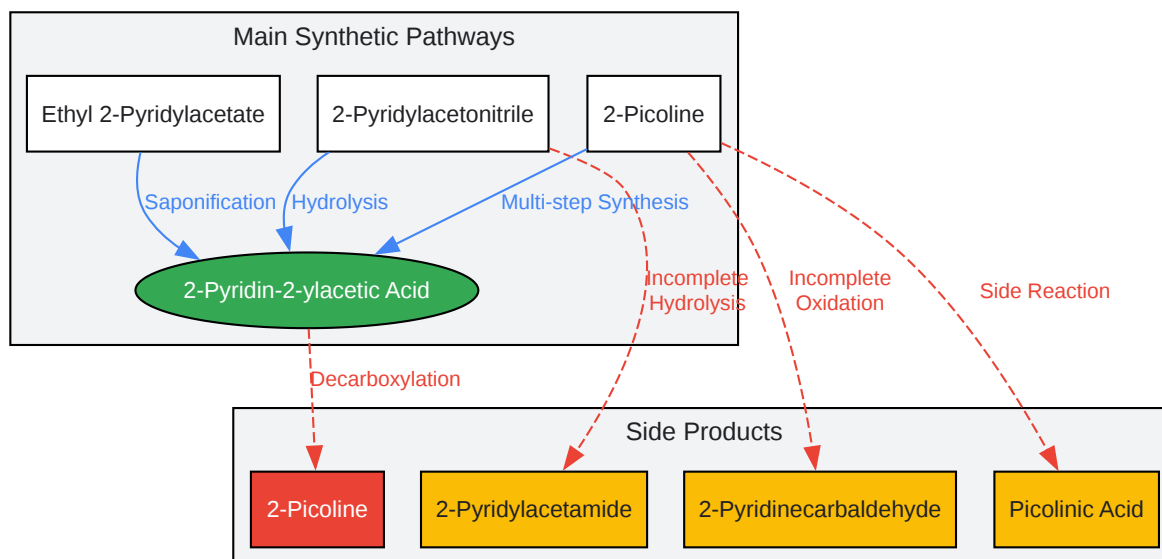 Main Synthetic Pathways
Ethyl 2-Pyridylacetate
2-Pyridylacetonitrile
2-Picoline
Saponification
Hydrolysis
Multi-step Synthesis
2-Pyridin-2-ylacetic Acid
Incomplete
Hydrolysis
Incomplete
Oxidation
Side Reaction
Decarboxylation
Side Products
2-Picoline
2-Pyridylacetamide
2-Pyridinecarbaldehyde
Picolinic Acid